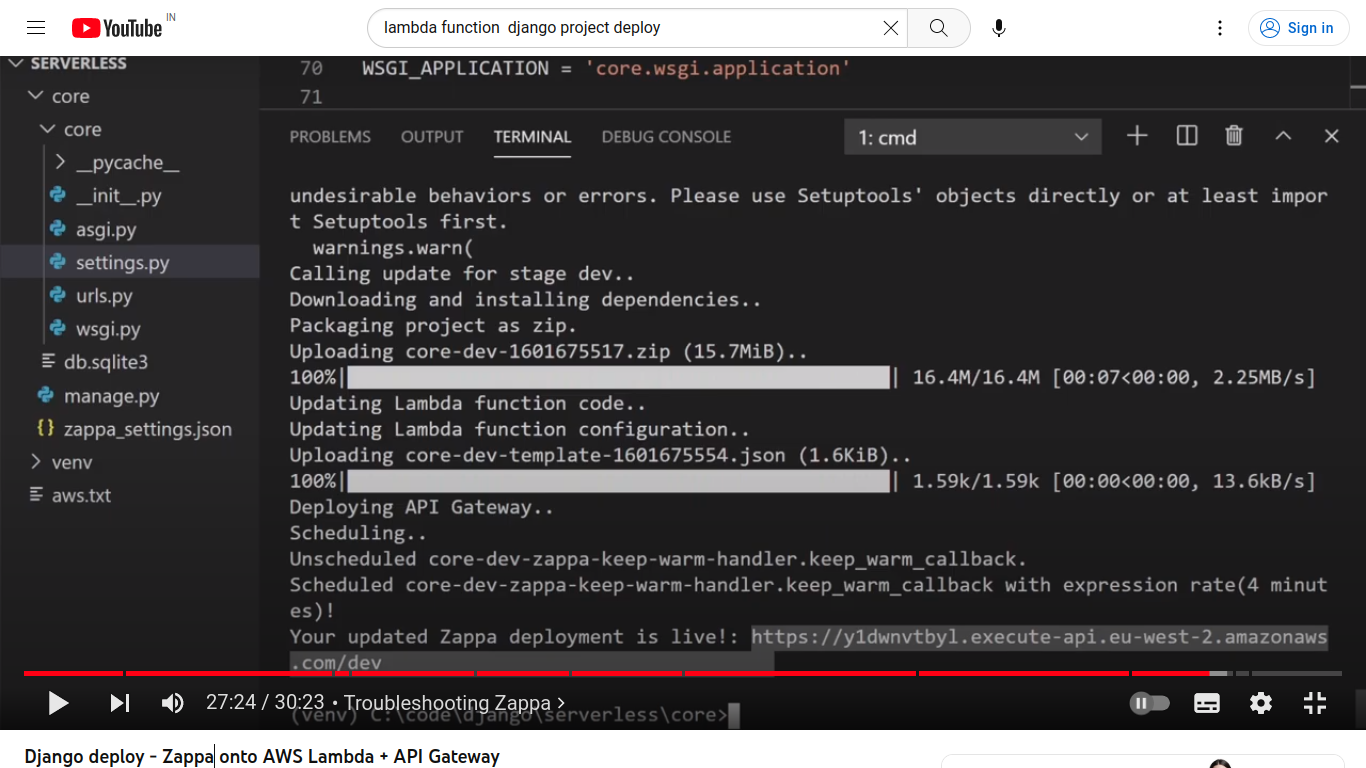 YouTube IN
lambda function  django project deploy
Sign in
SERVERLESS
core
core
__pycache__
__init__.py
asgi.py
settings.py
urls.py
wsgi.py
db.sqlite3
manage.py
zappa_settings.json
venv
aws.txt
70 WSGI_APPLICATION = 'core.wsgi.application'
71
PROBLEMS OUTPUT TERMINAL DEBUG CONSOLE 1: cmd
undesirable behaviors or errors. Please use Setuptools' objects directly or at least impor
t Setuptools first.
  warnings.warn(
Calling update for stage dev..
Downloading and installing dependencies..
Packaging project as zip.
Uploading core-dev-1601675517.zip (15.7MiB)..
100%| | 16.4M/16.4M [00:07<00:00, 2.25MB/s]
Updating Lambda function code..
Updating Lambda function configuration..
Uploading core-dev-template-1601675554.json (1.6KiB)..
100%| | 1.59k/1.59k [00:00<00:00, 13.6kB/s]
Deploying API Gateway..
Scheduling..
Unscheduled core-dev-zappa-keep-warm-handler.keep_warm_callback.
Scheduled core-dev-zappa-keep-warm-handler.keep_warm_callback with expression rate(4 minut
es)!
Your updated Zappa deployment is live!: https://y1dwnvtbyl.execute-api.eu-west-2.amazonaws
.com/dev
27:24 / 30:23 • Troubleshooting Zappa >
(venv) C:\code\django\serverless\core>
Django deploy - Zappa onto AWS Lambda + API Gateway